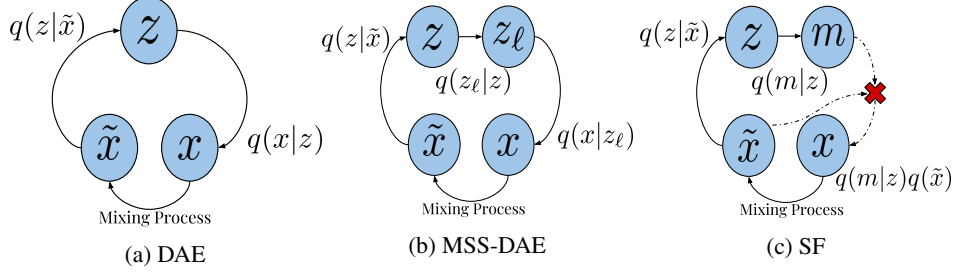 q(z|x̃)
z
x̃
x
q(x|z)
Mixing Process
(a) DAE
q(z|x̃)
z
z_ℓ
q(z_ℓ|z)
x̃
x
q(x|z_ℓ)
Mixing Process
(b) MSS-DAE
q(z|x̃)
z
m
q(m|z)
x̃
x
q(m|z)q(x̃)
Mixing Process
(c) SF